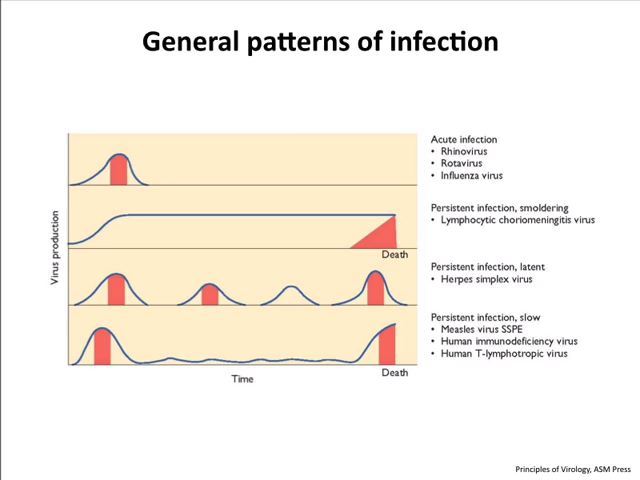 General patterns of infection
Acute infection
• Rhinovirus
• Rotavirus
• Influenza virus
Persistent infection, smoldering
• Lymphocytic choriomeningitis virus
Death
Persistent infection, latent
• Herpes simplex virus
Persistent infection, slow
• Measles virus SSPE
• Human immunodeficiency virus
• Human T-lymphotropic virus
Death
Virus production
Time
Principles of Virology, ASM Press